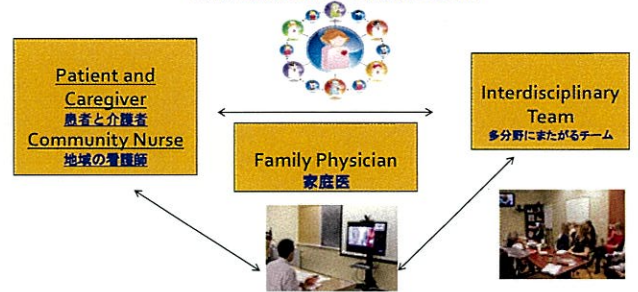 Patient and
Caregiver
患者と介護者
Community Nurse
地域の看護師
Family Physician
家庭医
Interdisciplinary
Team
多分野にまたがるチーム